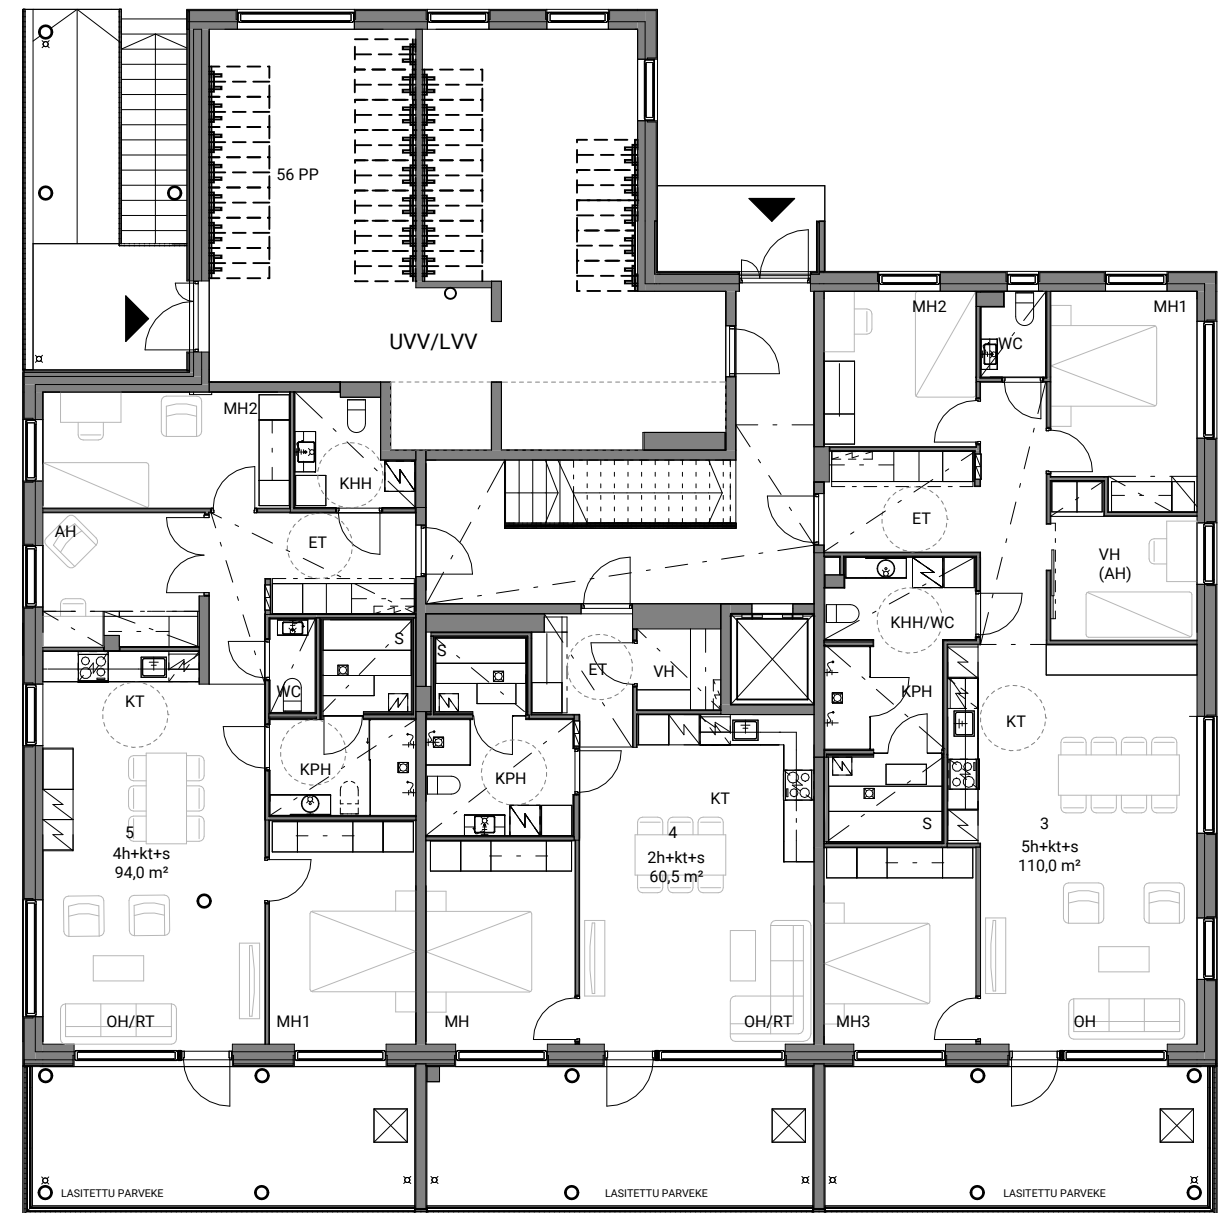 56 PP
UVV/LVV
MH2
WC
MH1
MH2
KHH
AH
ET
ET
VH
(AH)
KHH/WC
S
S
ET
VH
WC
KT
KPH
KT
KPH
KPH
KT
5
4h+kt+s
94,0 m²
4
2h+kt+s
60,5 m²
S
3
5h+kt+s
110,0 m²
OH/RT
MH1
MH
OH/RT
MH3
OH
LASITETTU PARVEKE
LASITETTU PARVEKE
LASITETTU PARVEKE